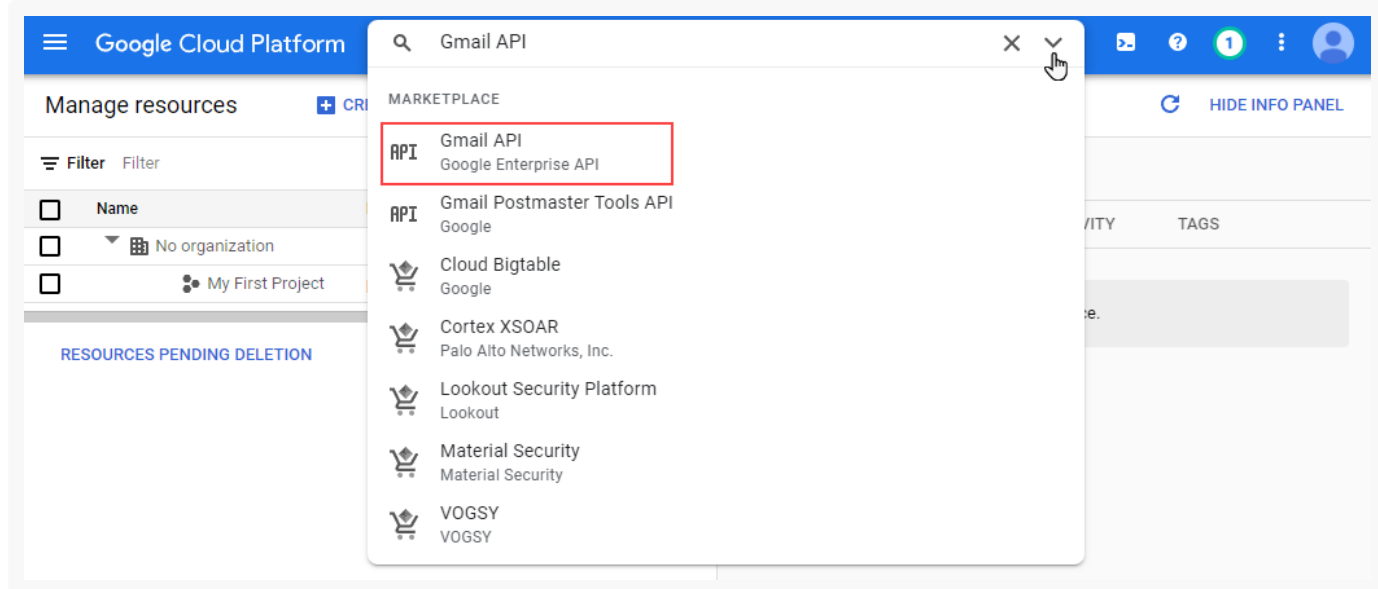 Google Cloud Platform
Gmail API
1
Manage resources
CRE
HIDE INFO PANEL
MARKETPLACE
API
Gmail API
Google Enterprise API
Filter Filter
API
Gmail Postmaster Tools API
Google
Name
VITY
TAGS
No organization
Cloud Bigtable
Google
My First Project
Cortex XSOAR
Palo Alto Networks, Inc.
ce.
RESOURCES PENDING DELETION
Lookout Security Platform
Lookout
Material Security
Material Security
VOGSY
VOGSY